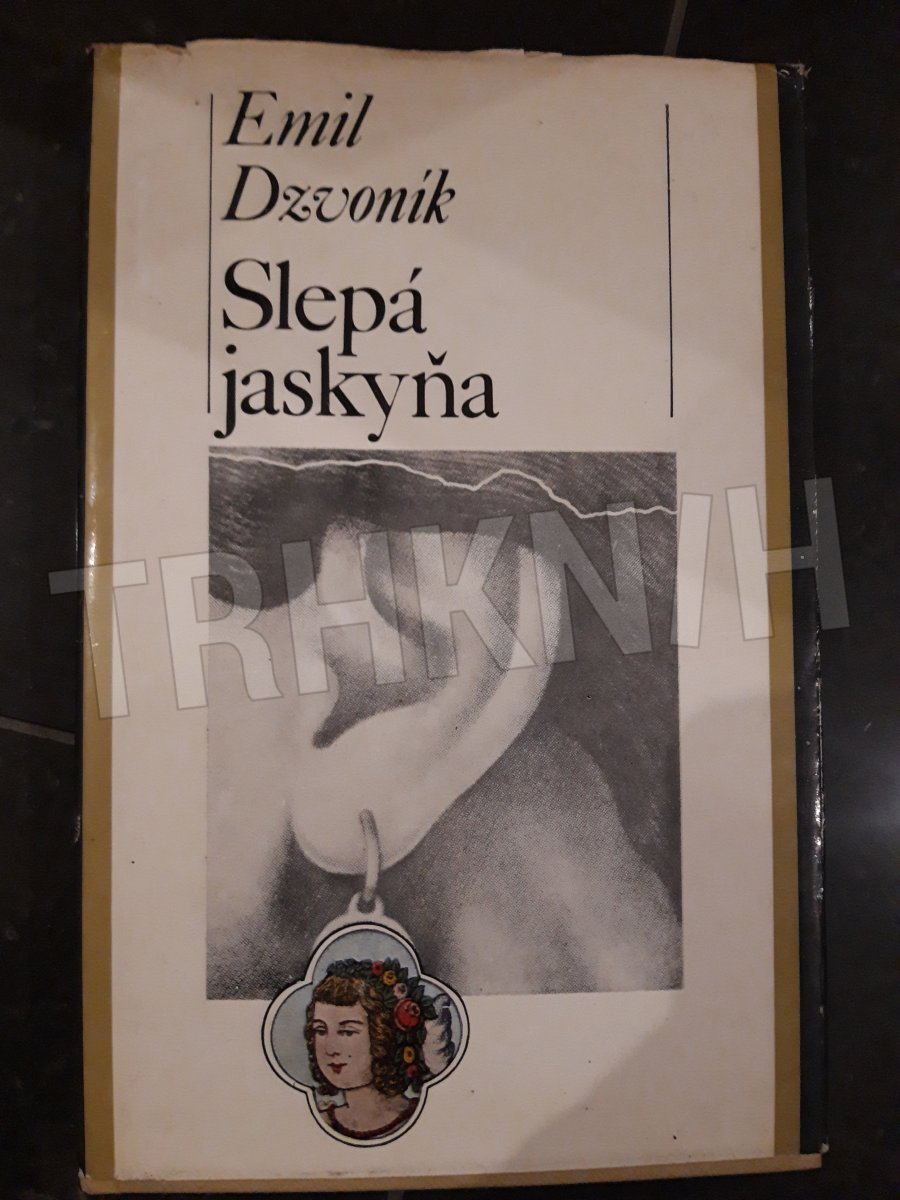 Emil
Dzvoník
Slepá
jaskyňa
TRHKNIH